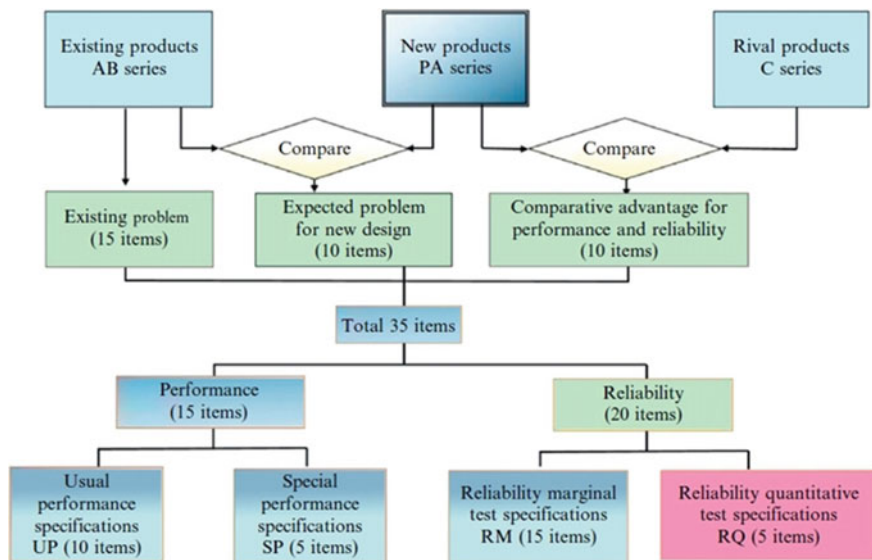 Existing products
AB series
New products
PA series
Rival products
C series
Compare
Compare
Existing problem
(15 items)
Expected problem
for new design
(10 items)
Comparative advantage for
performance and reliability
(10 items)
Total 35 items
Performance
(15 items)
Reliability
(20 items)
Usual
performance
specifications
UP (10 items)
Special
performance
specifications
SP (5 items)
Reliability marginal
test specifications
RM (15 items)
Reliability quantitative
test specifications
RQ (5 items)